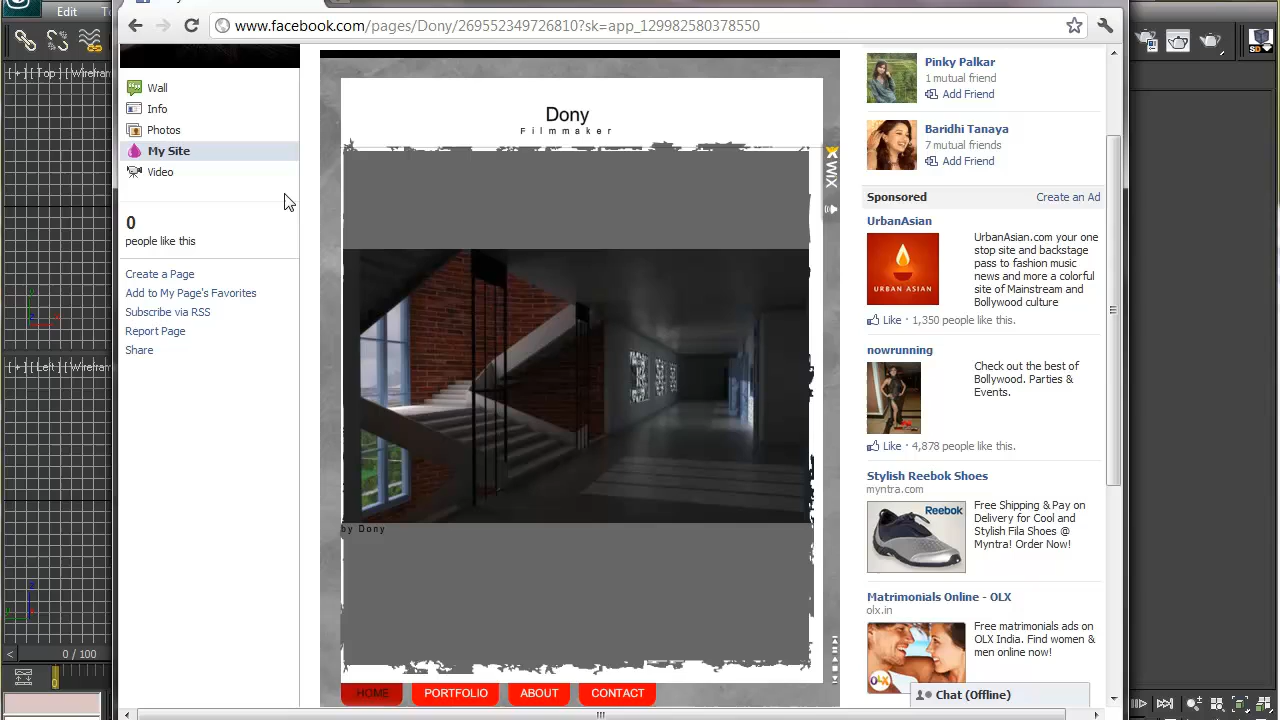 Edit
www.facebook.com/pages/Dony/269552349726810?sk=app_129982580378550
[ + ] [ Top ] [ Wirefram
[ + ] [ Left ] [ Wirefram
0 / 100
Wall
Info
Photos
My Site
Video
0
people like this
Create a Page
Add to My Page's Favorites
Subscribe via RSS
Report Page
Share
Dony
Filmmaker
WiX
by Dony
HOME
PORTFOLIO
ABOUT
CONTACT
Pinky Palkar
1 mutual friend
Add Friend
Baridhi Tanaya
7 mutual friends
Add Friend
Sponsored
Create an Ad
UrbanAsian
URBAN ASIAN
UrbanAsian.com your one
stop site and backstage
pass to fashion music
news and more a colorful
site of Mainstream and
Bollywood culture
Like · 1,350 people like this.
nowrunning
Check out the best of
Bollywood. Parties &
Events.
Like · 4,878 people like this.
Stylish Reebok Shoes
myntra.com
Reebok
Free Shipping & Pay on
Delivery for Cool and
Stylish Fila Shoes @
Myntra! Order Now!
Matrimonials Online - OLX
olx.in
OLX
Free matrimonials ads on
OLX India. Find women &
men online now!
Chat (Offline)
SD